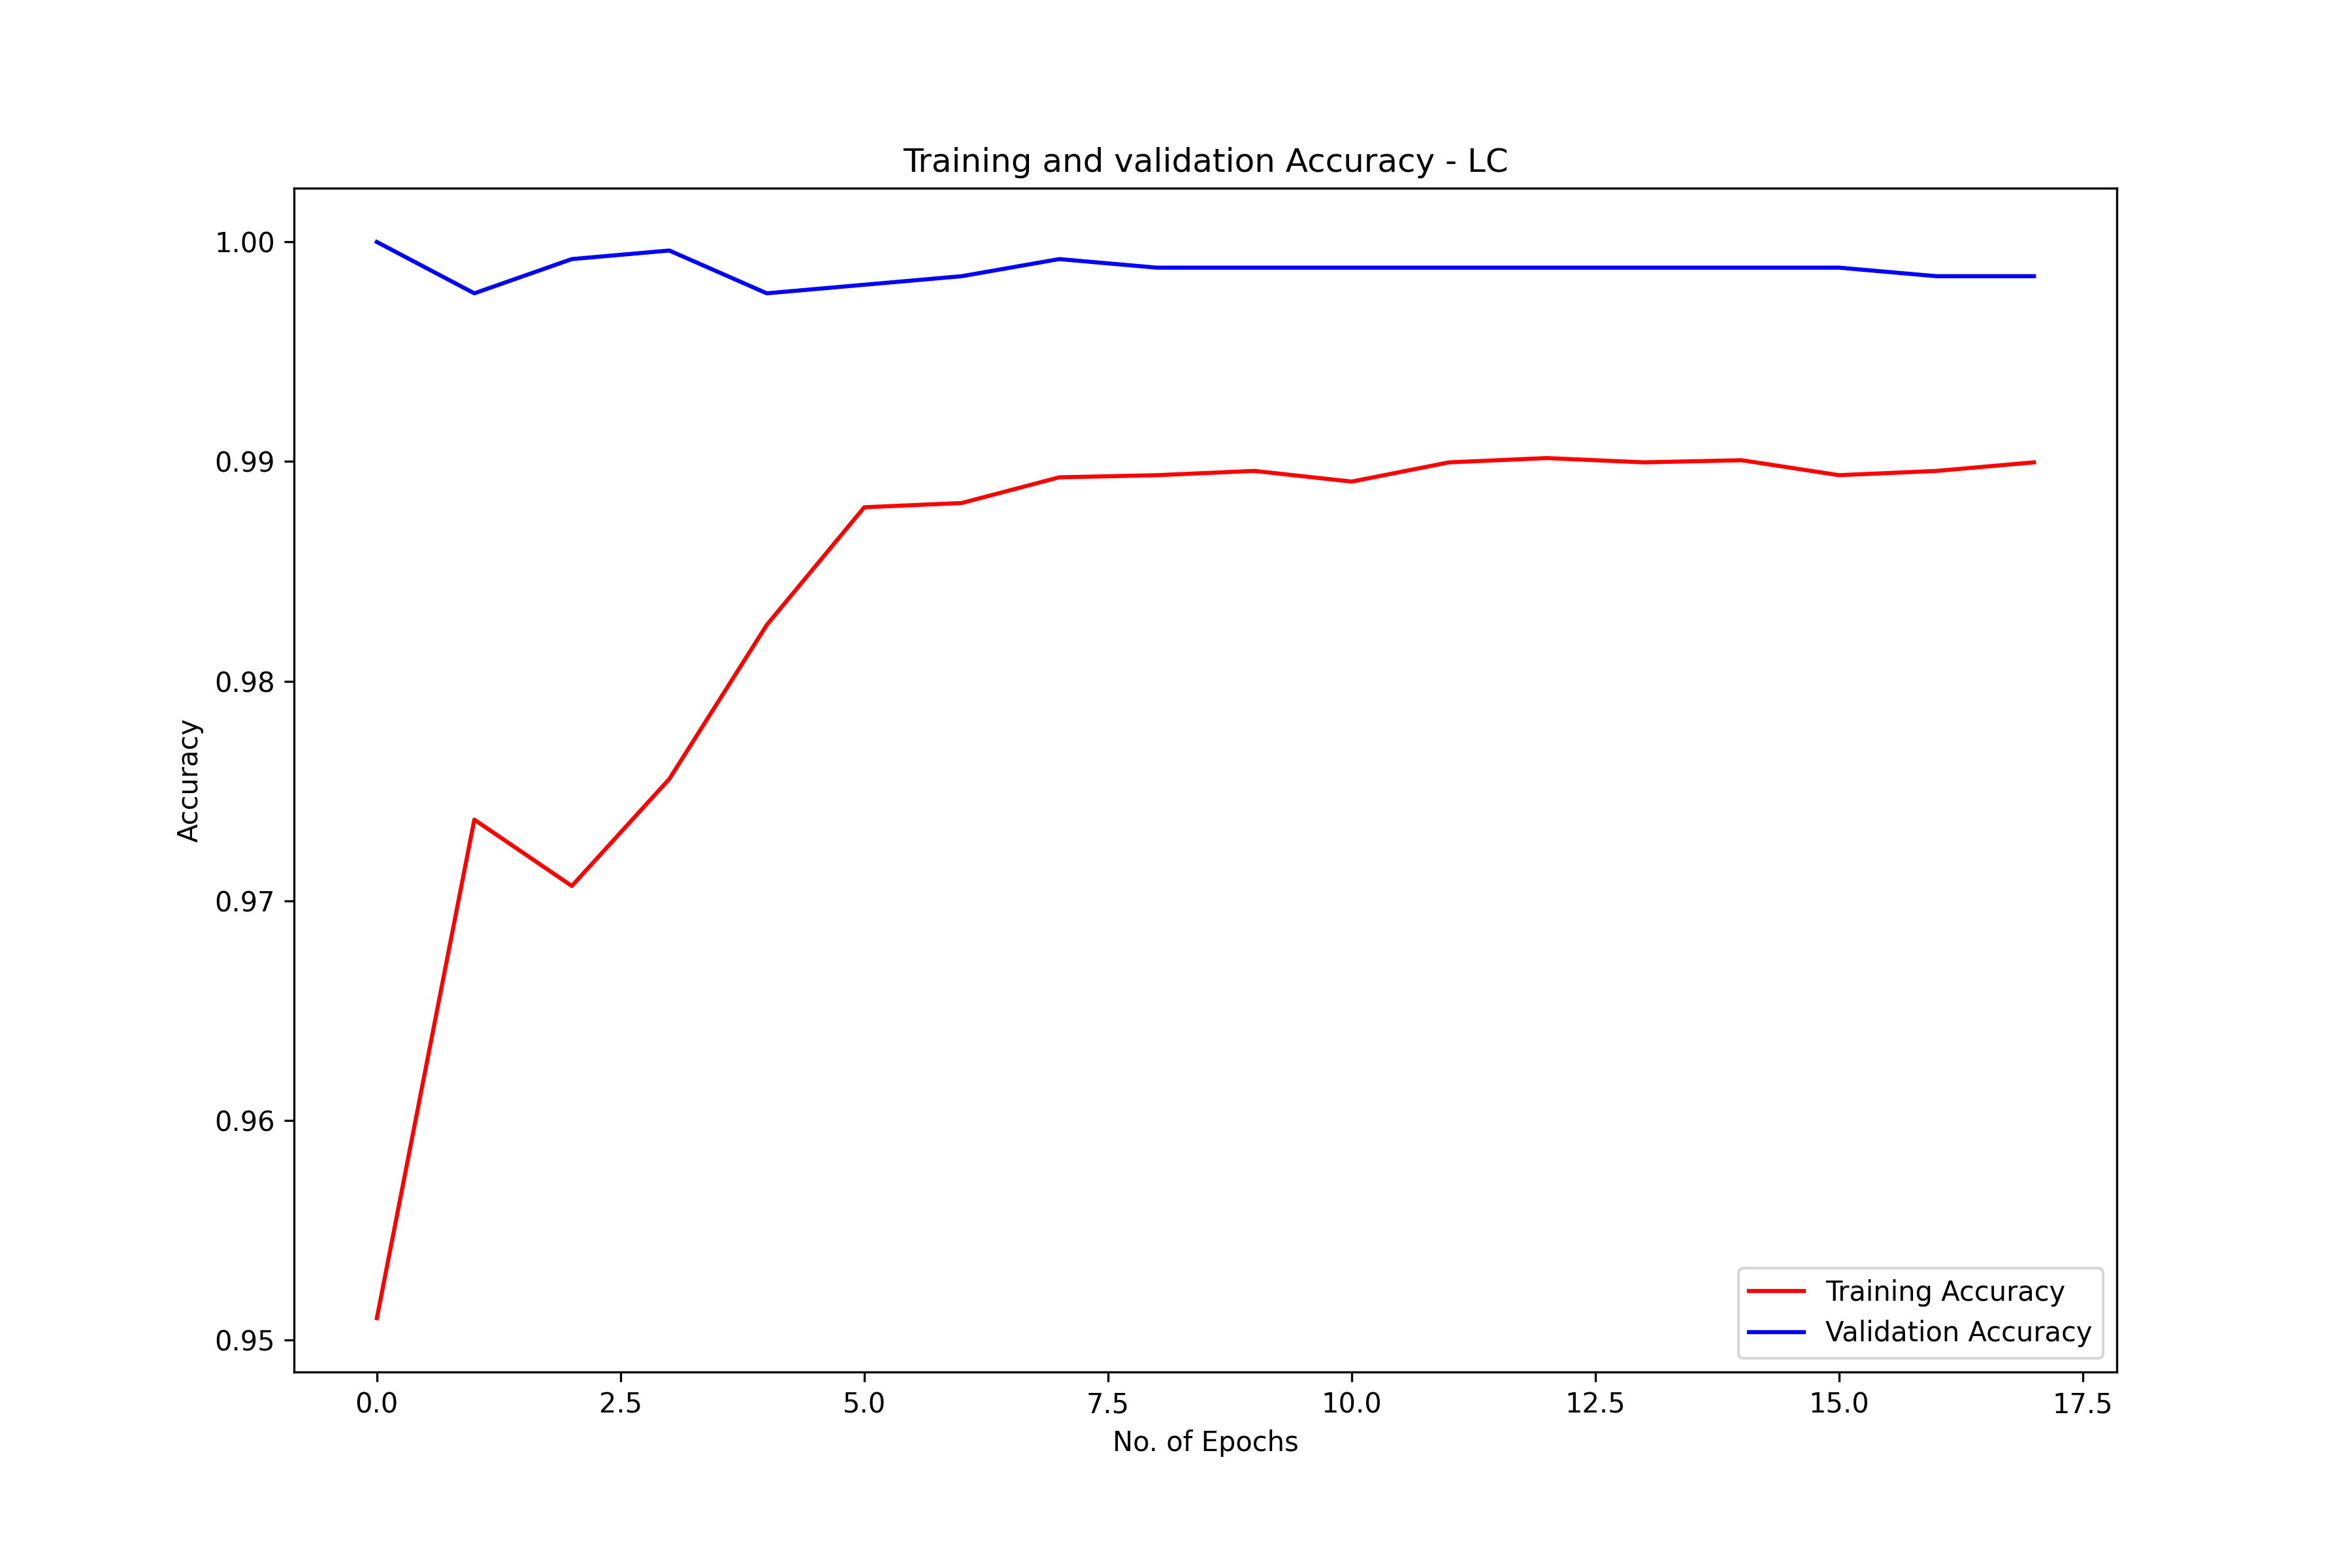 Training and validation Accuracy - LC
1.00
0.99
0.98
0.97
0.96
0.95
Accuracy
Training Accuracy
Validation Accuracy
0.0 2.5 5.0 7.5 10.0 12.5 15.0 17.5
No. of Epochs